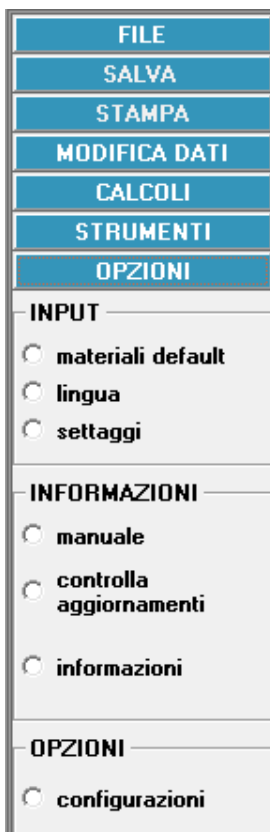 FILE
SALVA
STAMPA
MODIFICA DATI
CALCOLI
STRUMENTI
OPZIONI
INPUT
materiali default
lingua
settaggi
INFORMAZIONI
manuale
controlla
aggiornamenti
informazioni
OPZIONI
configurazioni